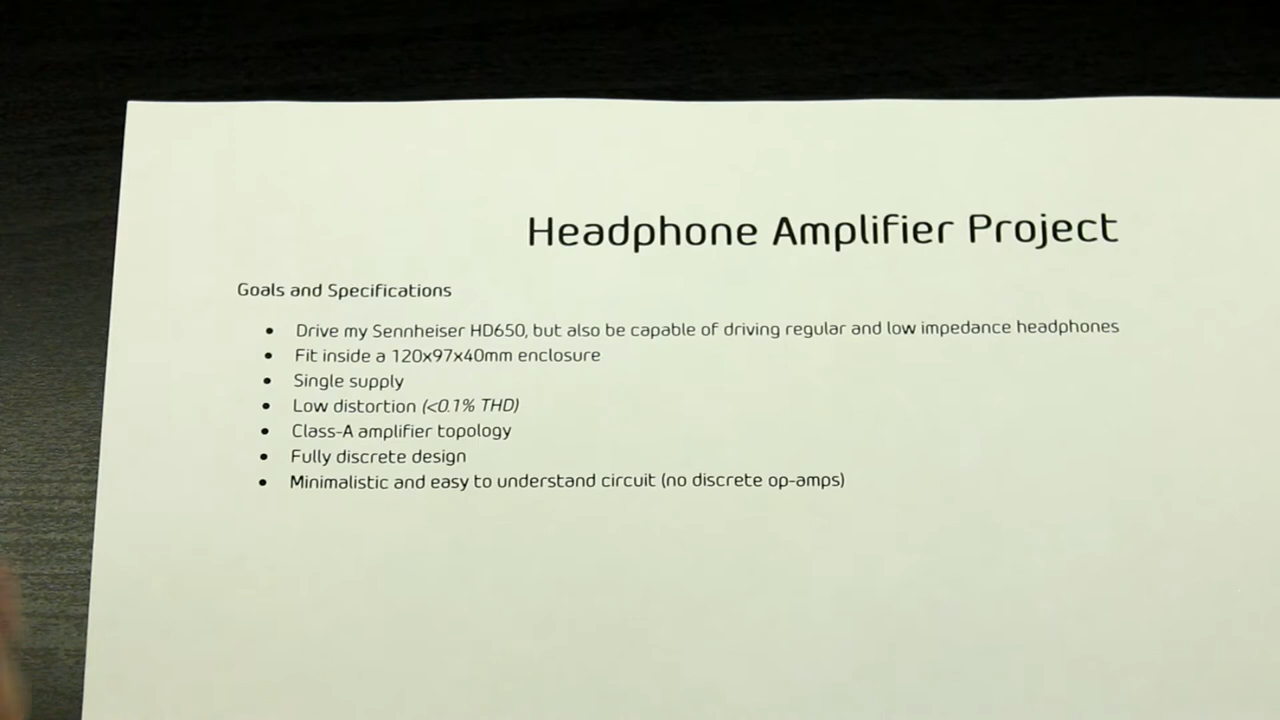 Headphone Amplifier Project
Goals and Specifications
• Drive my Sennheiser HD650, but also be capable of driving regular and low impedance headphones
• Fit inside a 120x97x40mm enclosure
• Single supply
• Low distortion (<0.1% THD)
• Class-A amplifier topology
• Fully discrete design
• Minimalistic and easy to understand circuit (no discrete op-amps)